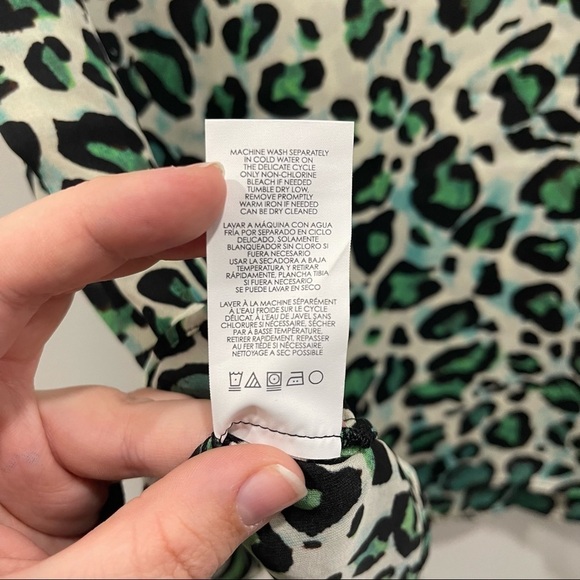 MACHINE WASH SEPARATELY
IN COLD WATER ON
THE DELICATE CYCLE
ONLY NON-CHLORINE
BLEACH IF NEEDED
TUMBLE DRY LOW.
REMOVE PROMPTLY
WARM IRON IF NEEDED
CAN BE DRY CLEANED
LAVAR A MÁQUINA CON AGUA
FRÍA POR SEPARADO EN CICLO
DELICADO. SOLAMENTE
BLANQUEADOR SIN CLORO SI
FUERA NECESARIO
USAR LA SECADORA A BAJA
TEMPERATURA Y RETIRAR
RÁPIDAMENTE, PLANCHA TIBIA
SI FUERE NECESARIO
SE PUEDE LAVAR EN SECO
LAVER À LA MACHINE SÉPARÉMENT
À L'EAU FROIDE SUR LE CYCLE
DÉLICAT. À L'EAU DE JAVEL SANS
CHLORURE SI NÉCESSAIRE, SÉCHER
PAR À BASSE TEMPÉRATURE.
RETIRER RAPIDEMENT, REPASSER
AU FER TIÈDE SI NÉCESSAIRE.
NETTOYAGE A SEC POSSIBLE